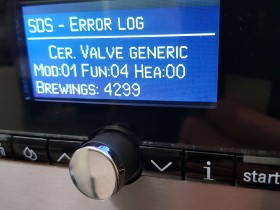 SDS - Error log
Cer. Valve generic
Mod:01 Fun:04 Hea:00
Brewings: 4299
i
start